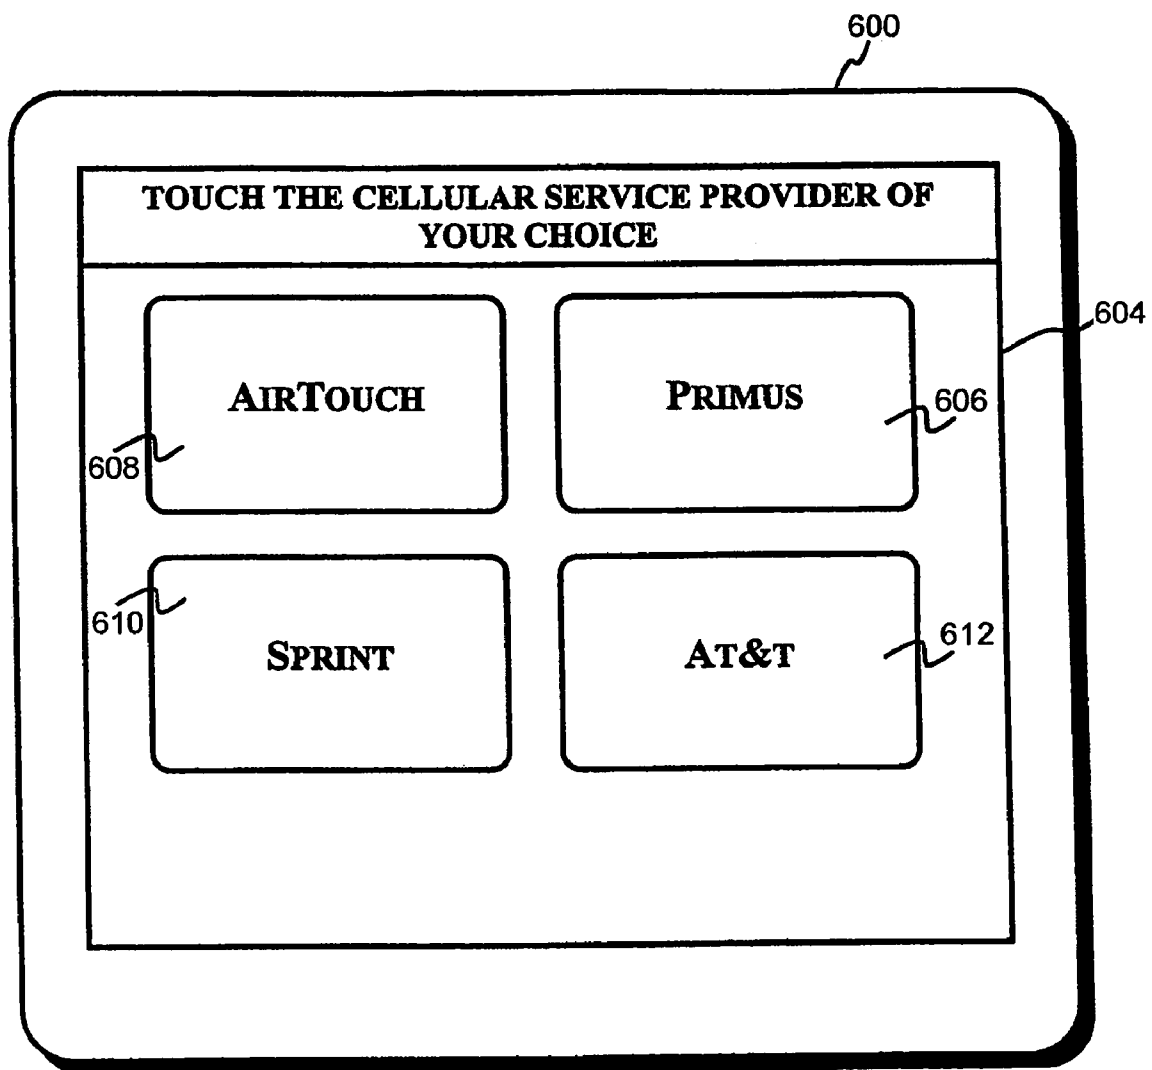 600
TOUCH THE CELLULAR SERVICE PROVIDER OF
YOUR CHOICE
604
AIRTOUCH
PRIMUS
606
608
610
SPRINT
AT&T
612